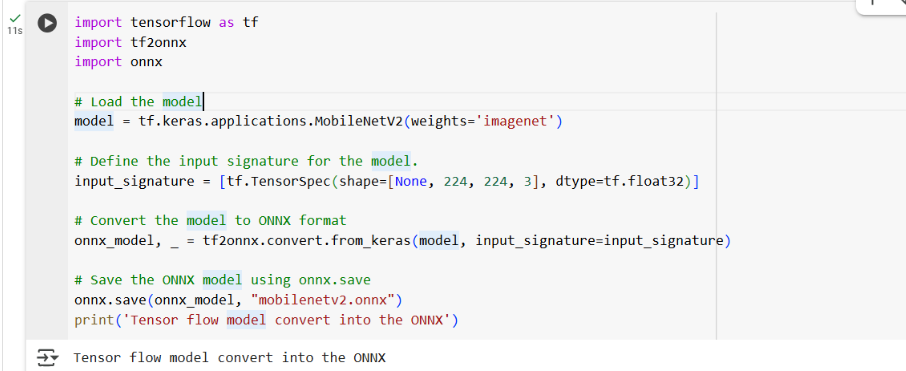 import tensorflow as tf
11s
import tf2onnx
import onnx
# Load the model
model = tf.keras.applications.MobileNetV2(weights='imagenet')
# Define the input signature for the model.
input_signature = [tf.TensorSpec(shape=[None, 224, 224, 3], dtype=tf.float32)]
# Convert the model to ONNX format
onnx_model, _ = tf2onnx.convert.from_keras(model, input_signature=input_signature)
# Save the ONNX model using onnx.save
onnx.save(onnx_model, "mobilenetv2.onnx")
print('Tensor flow model convert into the ONNX')
Tensor flow model convert into the ONNX